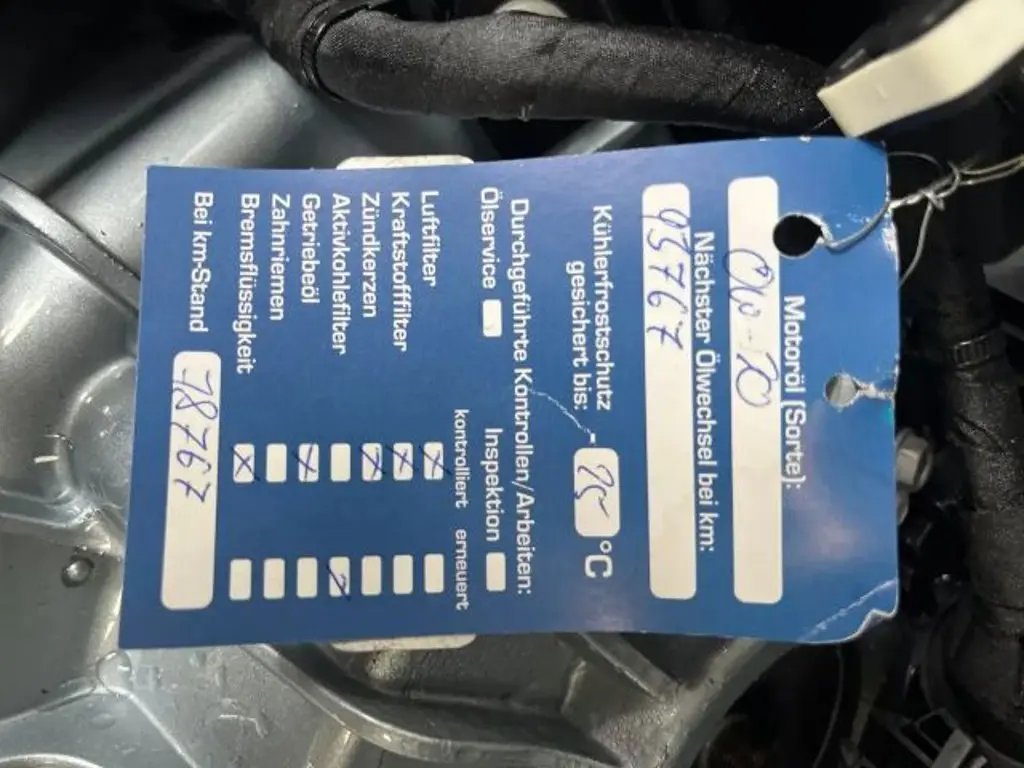 Motoröl (Sorte):
0W-20
Nächster Ölwechsel bei km:
93767
Kühlerfrostschutz
gesichert bis: -25 °C
Durchgeführte Kontrollen/Arbeiten:
Ölservice Inspektion
kontrolliert erneuert
Luftfilter X
Kraftstofffilter X
Zündkerzen X
Aktivkohlefilter
Getriebeöl X
Zahnriemen
Bremsflüssigkeit X
Bei km-Stand 78767